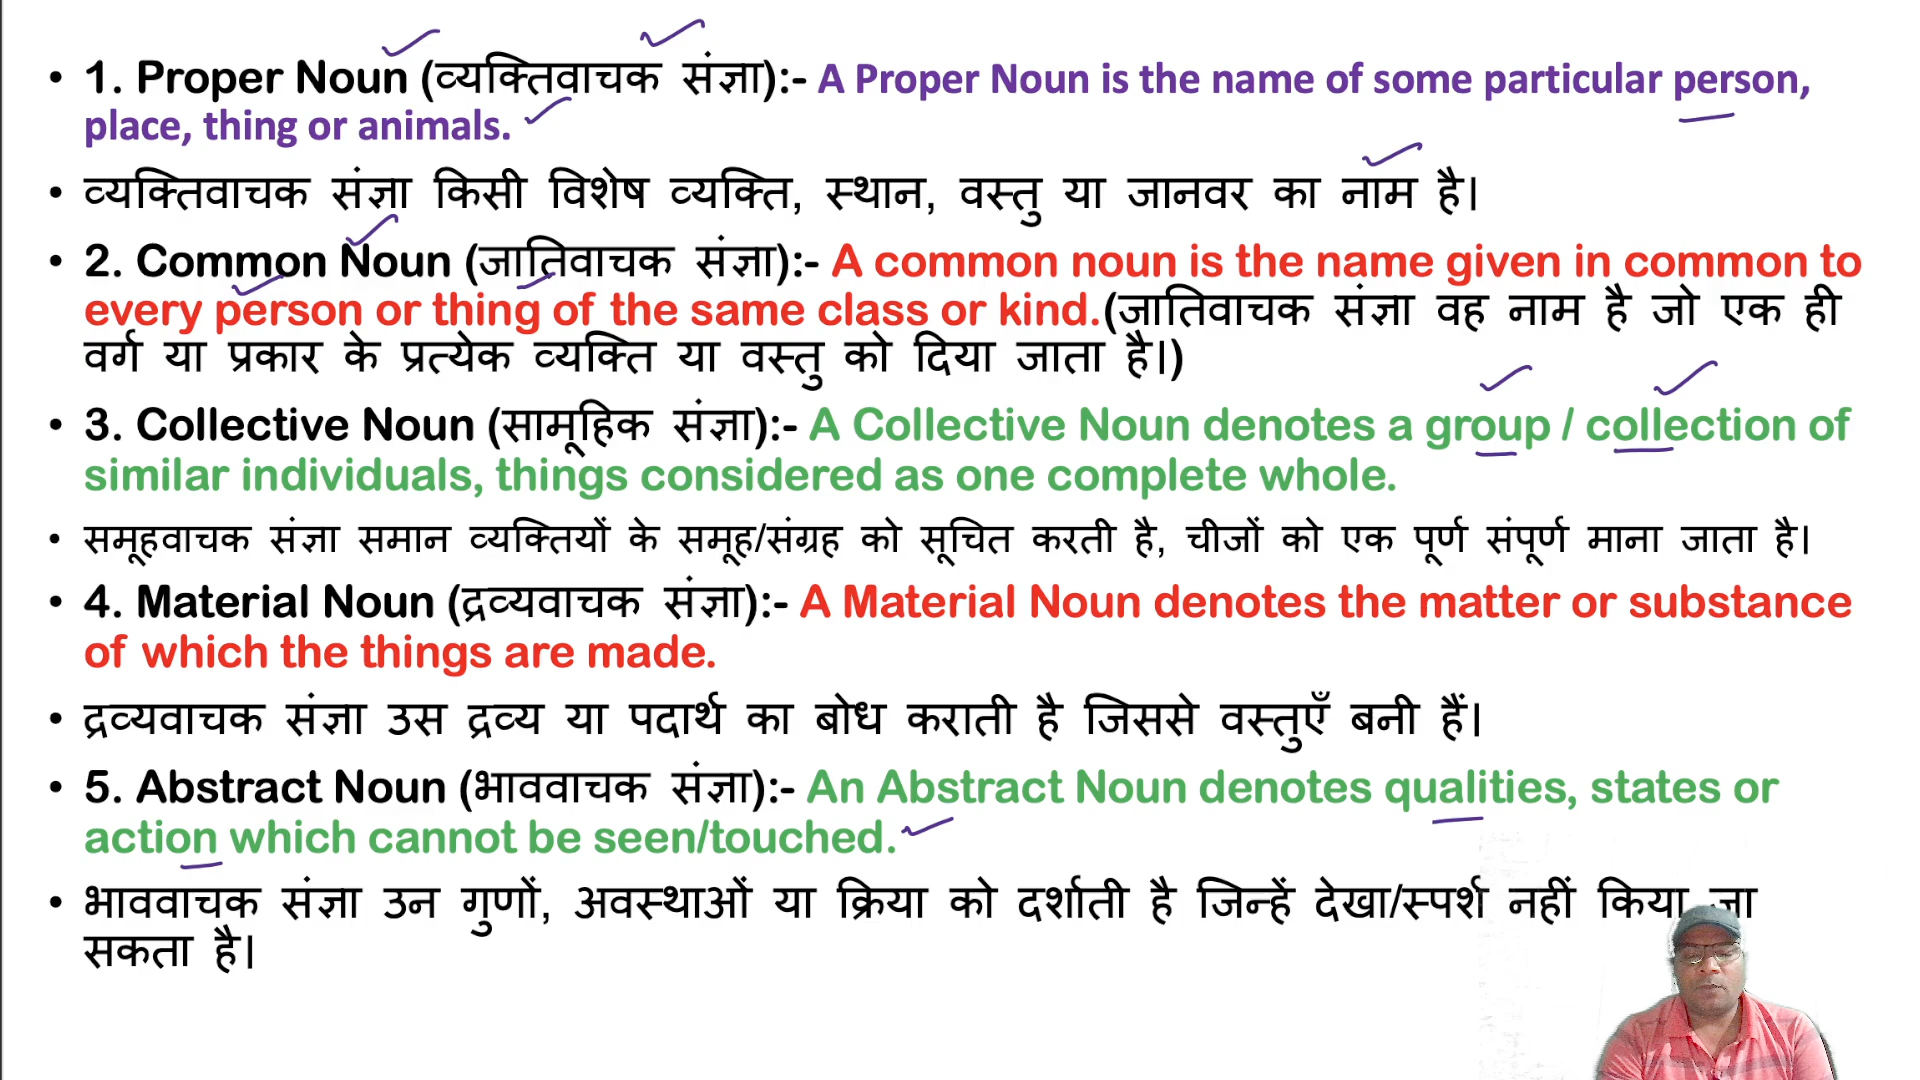 • 1. Proper Noun (व्यक्तिवाचक संज्ञा):- A Proper Noun is the name of some particular person,
place, thing or animals.
• व्यक्तिवाचक संज्ञा किसी विशेष व्यक्ति, स्थान, वस्तु या जानवर का नाम है।
• 2. Common Noun (जातिवाचक संज्ञा):- A common noun is the name given in common to
every person or thing of the same class or kind.(जातिवाचक संज्ञा वह नाम है जो एक ही
वर्ग या प्रकार के प्रत्येक व्यक्ति या वस्तु को दिया जाता है।)
• 3. Collective Noun (सामूहिक संज्ञा):- A Collective Noun denotes a group / collection of
similar individuals, things considered as one complete whole.
• समूहवाचक संज्ञा समान व्यक्तियों के समूह/संग्रह को सूचित करती है, चीजों को एक पूर्ण संपूर्ण माना जाता है।
• 4. Material Noun (द्रव्यवाचक संज्ञा):- A Material Noun denotes the matter or substance
of which the things are made.
• द्रव्यवाचक संज्ञा उस द्रव्य या पदार्थ का बोध कराती है जिससे वस्तुएँ बनी हैं।
• 5. Abstract Noun (भाववाचक संज्ञा):- An Abstract Noun denotes qualities, states or
action which cannot be seen/touched.
• भाववाचक संज्ञा उन गुणों, अवस्थाओं या क्रिया को दर्शाती है जिन्हें देखा/स्पर्श नहीं किया जा
सकता है।